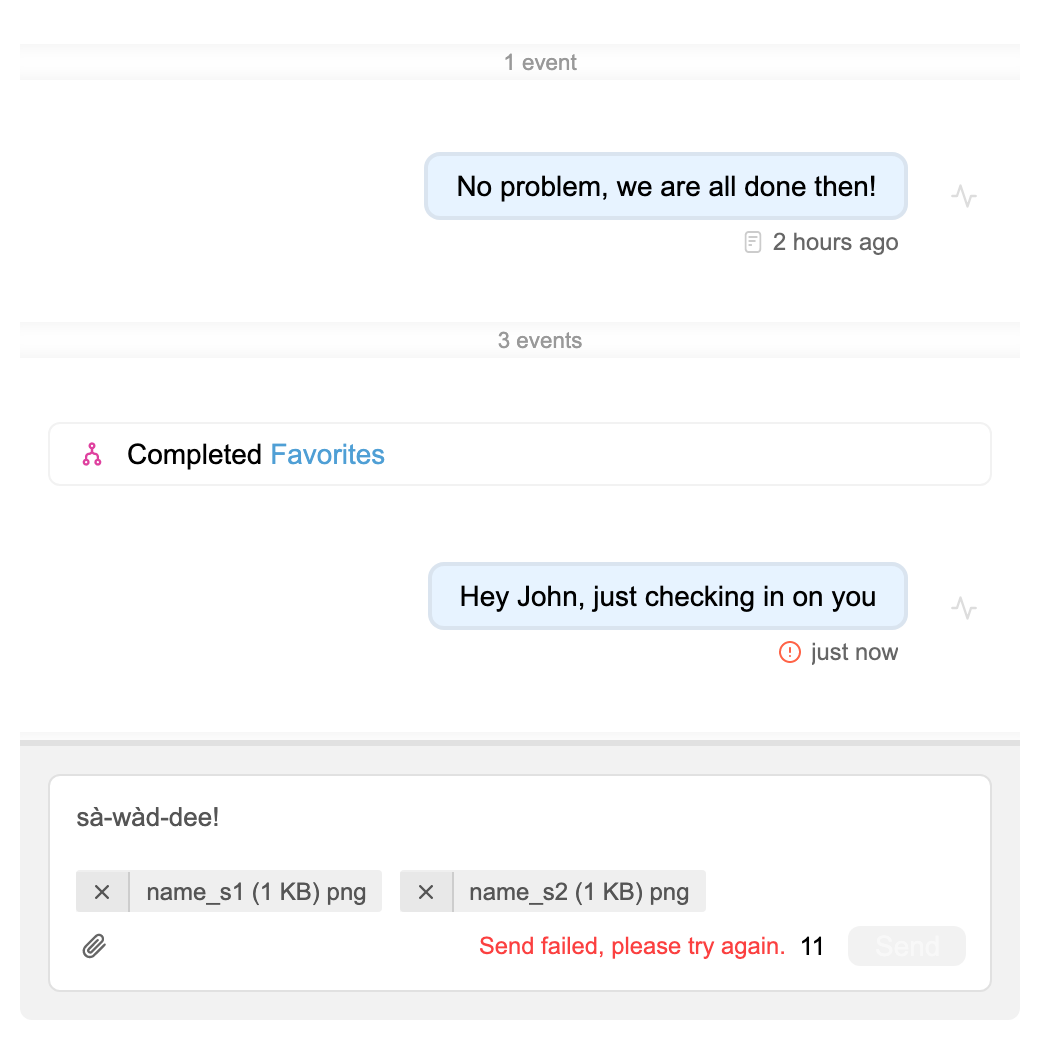 1 event
No problem, we are all done then!
2 hours ago
3 events
Completed Favorites
Hey John, just checking in on you
just now
sà-wàd-dee!
name_s1 (1 KB) png name_s2 (1 KB) png
Send failed, please try again. 11 Send